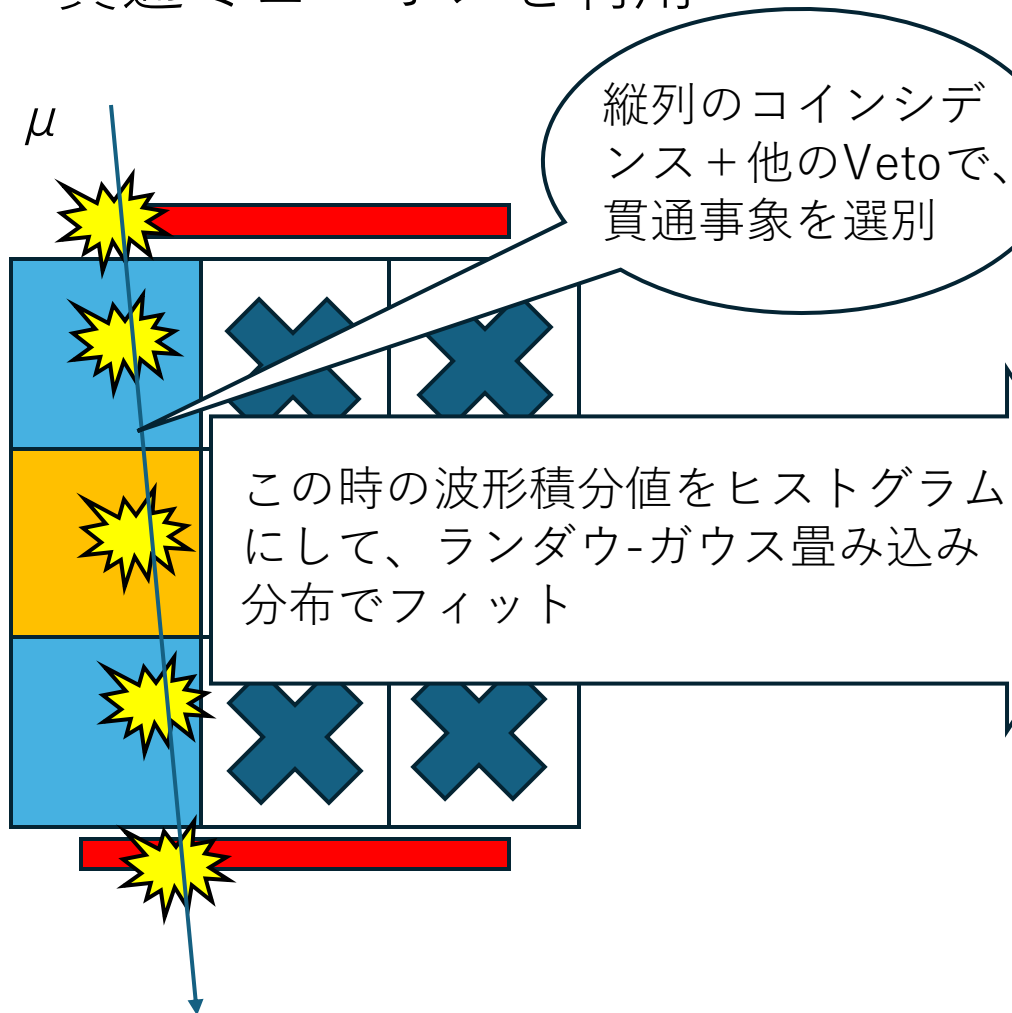 μ
縦列のコインシデ
ンス＋他のVetoで、
貫通事象を選別
この時の波形積分値をヒストグラム
にして、ランダウ-ガウス畳み込み
分布でフィット